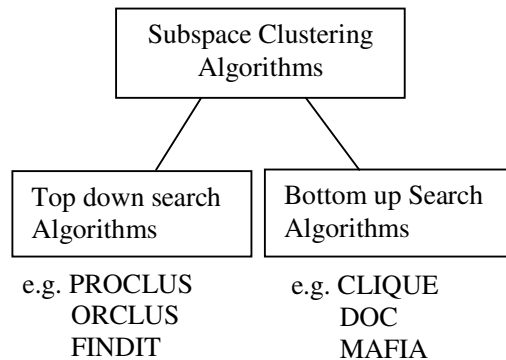 Subspace Clustering
Algorithms
Top down search
Algorithms
Bottom up Search
Algorithms
e.g. PROCLUS
ORCLUS
FINDIT
e.g. CLIQUE
DOC
MAFIA